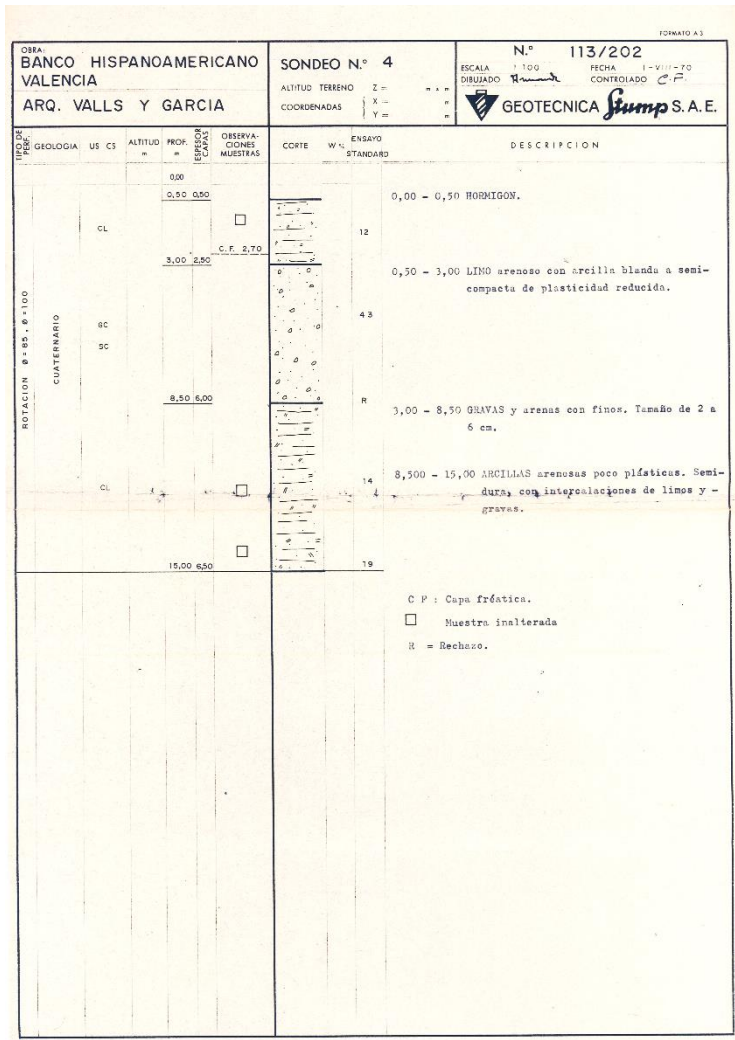 FORMATO A3
OBRA:
BANCO HISPANOAMERICANO
VALENCIA
ARQ. VALLS Y GARCIA
SONDEO N.° 4
ALTITUD TERRENO Z =
COORDENADAS X =
Y =
N.° 113/202
ESCALA 1:100 FECHA 1-VIII-70
DIBUJADO CONTROLADO C.F.
GEOTECNICA Stump S.A.E.
TIPO DE PERF. GEOLOGIA US CS ALTITUD m PROF. m ESPESOR CAPAS OBSERVACIONES MUESTRAS CORTE W % ENSAYO STANDARD DESCRIPCION
0,00
0,50 0,50
0,00 - 0,50 HORMIGON.
CL
12
C.F. 2,70
3,00 2,50
0,50 - 3,00 LIMO arenoso con arcilla blanda a semi-
compacta de plasticidad reducida.
ROTACION Ø=85, Ø=100
CUATERNARIO
43
GC
SC
8,50 6,00
R
3,00 - 8,50 GRAVAS y arenas con finos. Tamaño de 2 a
6 cm.
CL
14
8,500 - 15,00 ARCILLAS arenosas poco plásticas. Semi-
dura, con intercalaciones de limos y -
gravas.
15,00 6,50
19
C F : Capa fréatica.
Muestra inalterada
R = Rechazo.